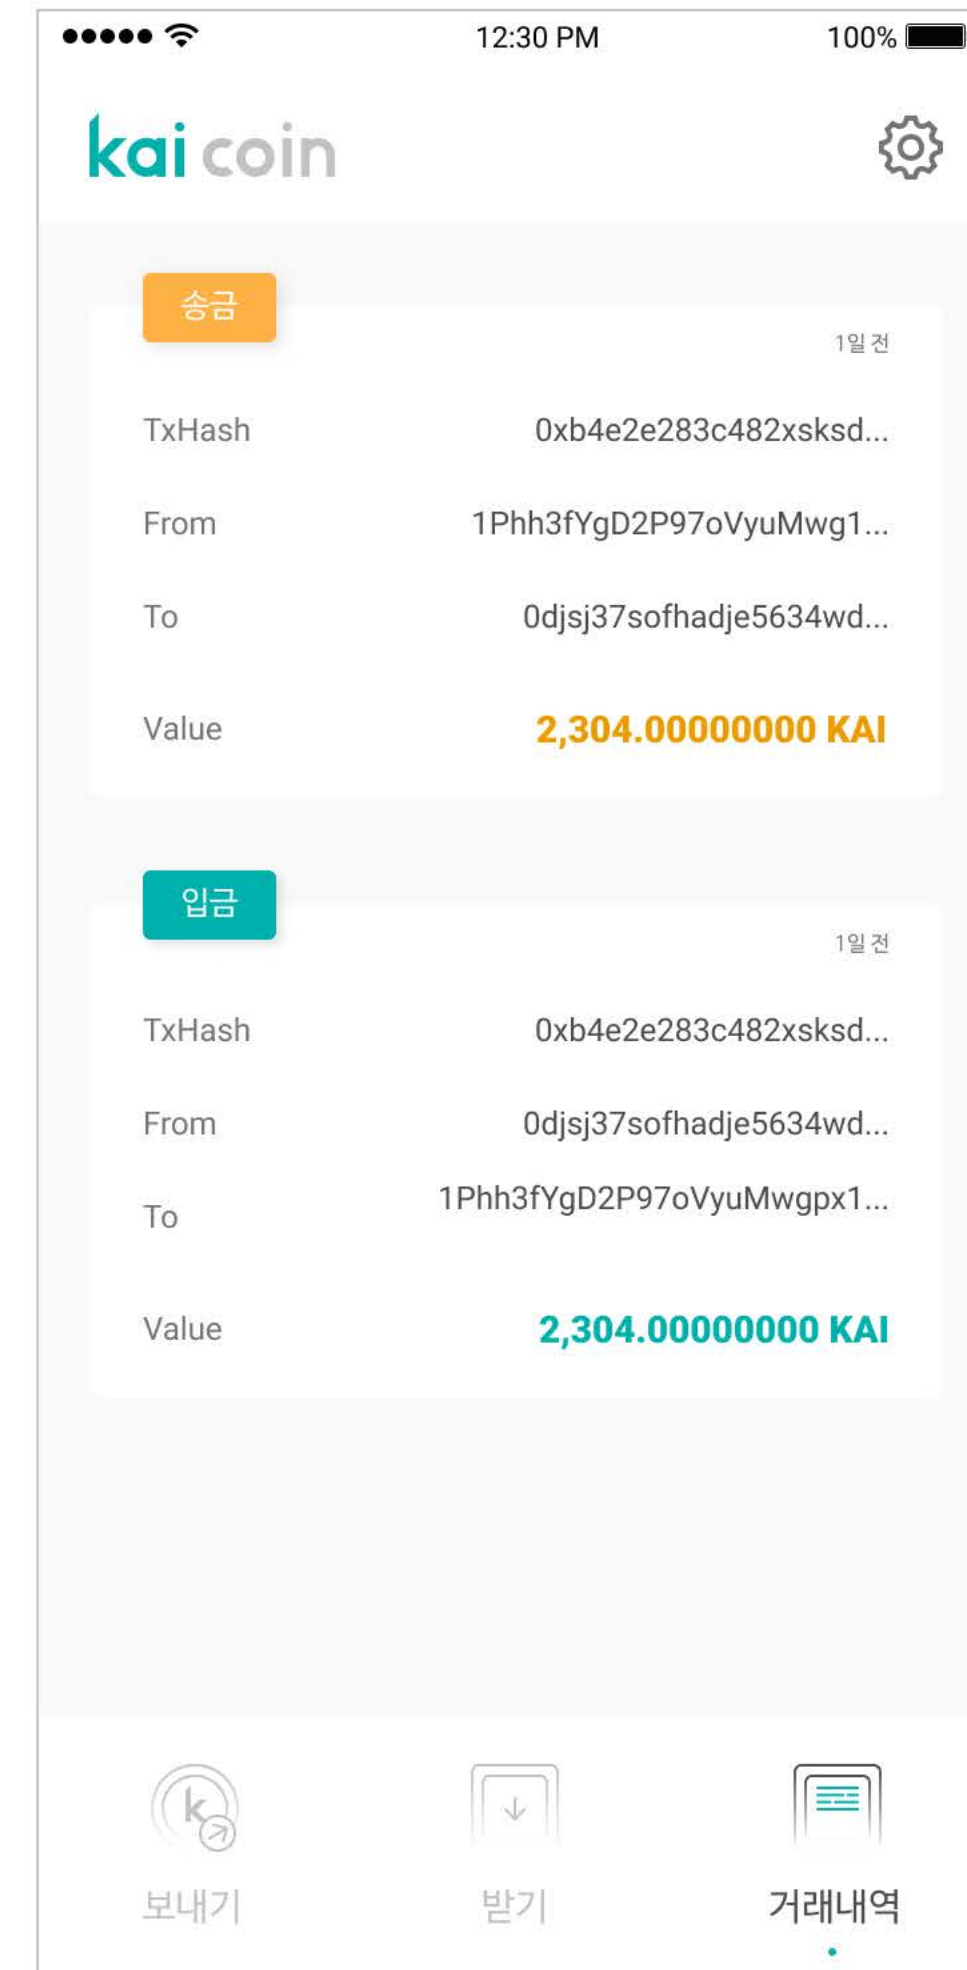 12:30 PM 100%
kai coin
송금
1일 전
TxHash 0xb4e2e283c482xsksd...
From 1Phh3fYgD2P97oVyuMwg1...
To 0djsj37sofhadje5634wd...
Value 2,304.00000000 KAI
입금
1일 전
TxHash 0xb4e2e283c482xsksd...
From 0djsj37sofhadje5634wd...
To 1Phh3fYgD2P97oVyuMwgpx1...
Value 2,304.00000000 KAI
k
보내기 받기 거래내역